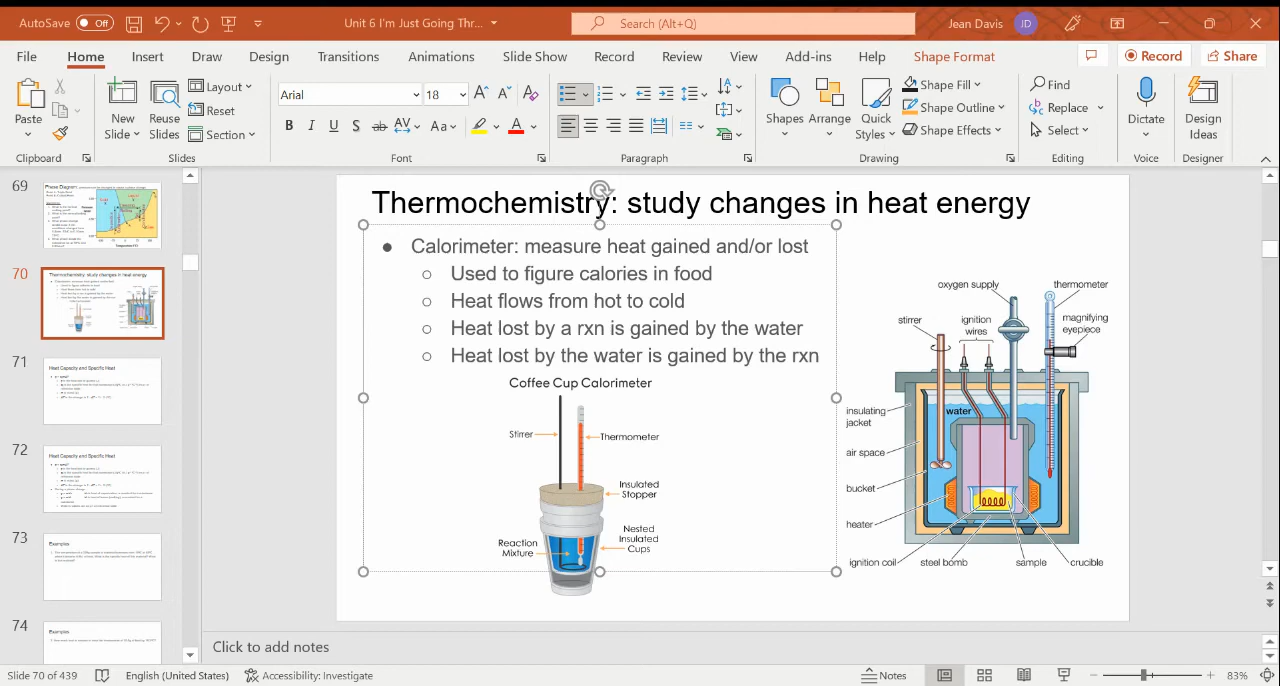 AutoSave Off Unit 6 I'm Just Going Thr... Search (Alt+Q) Jean Davis JD
File Home Insert Draw Design Transitions Animations Slide Show Record Review View Add-ins Help Shape Format Record Share
Paste
Clipboard
New Slide
Reuse Slides
Layout
Reset
Section
Slides
Arial 18
B I U S ab AV Aa A
Font
Paragraph
Shapes
Arrange
Quick Styles
Shape Fill
Shape Outline
Shape Effects
Drawing
Find
Replace
Select
Editing
Dictate
Voice
Design Ideas
Designer
69
70
Thermochemistry: study changes in heat energy
71
Heat Capacity and Specific Heat
72
Heat Capacity and Specific Heat
73
Examples
74
Examples
Thermochemistry: study changes in heat energy
● Calorimeter: measure heat gained and/or lost
○ Used to figure calories in food
○ Heat flows from hot to cold
○ Heat lost by a rxn is gained by the water
○ Heat lost by the water is gained by the rxn
Coffee Cup Calorimeter
Stirrer
Thermometer
Insulated
Stopper
Nested
Insulated
Cups
Reaction
Mixture
oxygen supply
thermometer
stirrer
ignition
wires
magnifying
eyepiece
insulating
jacket
water
air space
bucket
heater
ignition coil
steel bomb
sample
crucible
Click to add notes
Slide 70 of 439 English (United States) Accessibility: Investigate Notes 83%